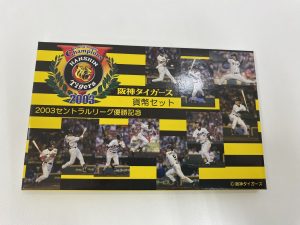 Champions
HANSHIN
Tigers
2003
阪神タイガース
貨幣セット
2003セントラルリーグ優勝記念
©阪神タイガース